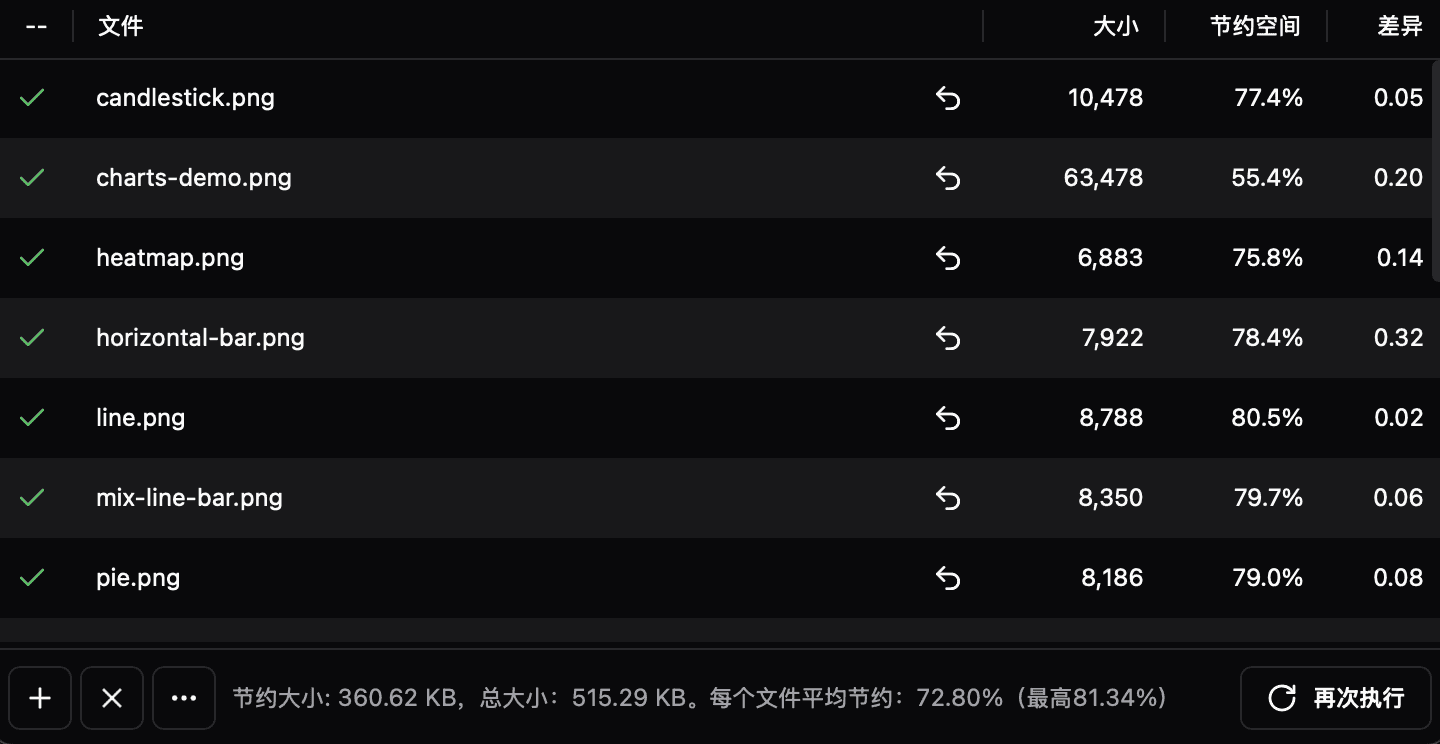 -- 文件 大小 节约空间 差异
candlestick.png 10,478 77.4% 0.05
charts-demo.png 63,478 55.4% 0.20
heatmap.png 6,883 75.8% 0.14
horizontal-bar.png 7,922 78.4% 0.32
line.png 8,788 80.5% 0.02
mix-line-bar.png 8,350 79.7% 0.06
pie.png 8,186 79.0% 0.08
节约大小: 360.62 KB，总大小：515.29 KB。每个文件平均节约：72.80%（最高81.34%） 再次执行